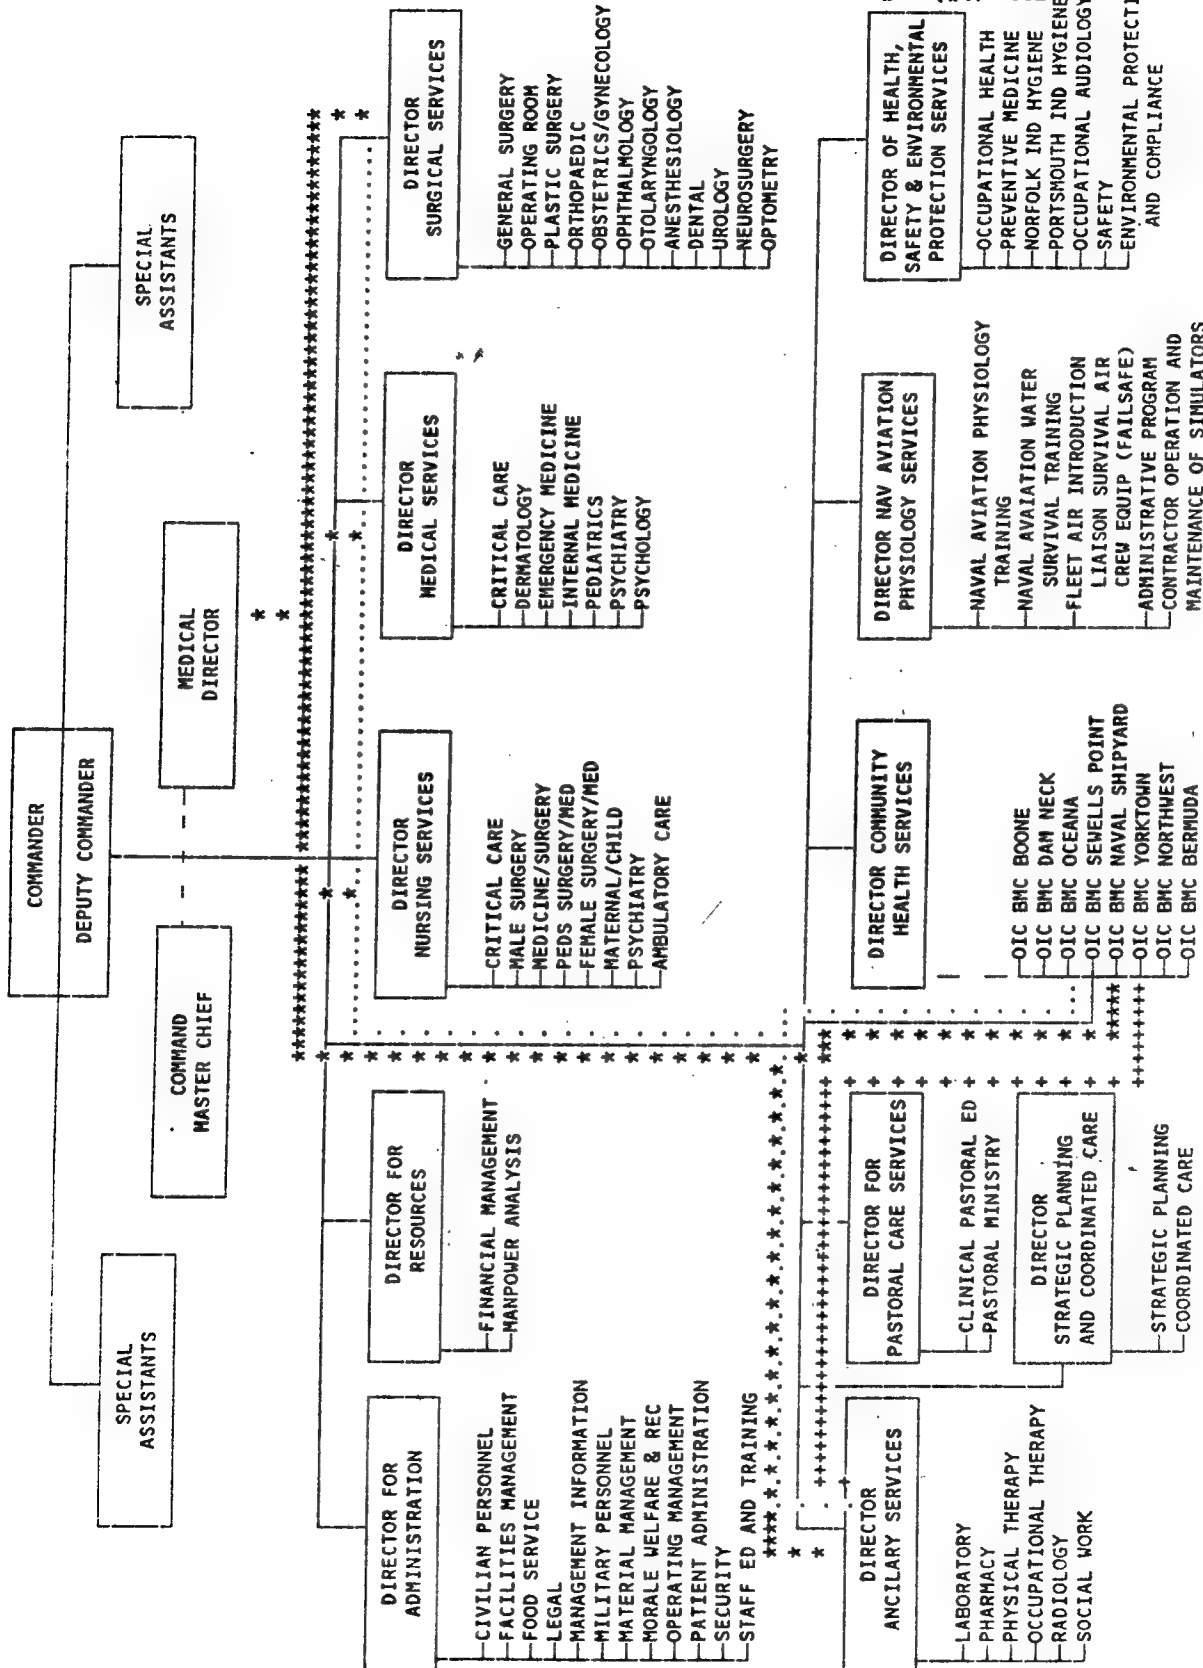 COMMANDER
DEPUTY COMMANDER
SPECIAL
ASSISTANTS
SPECIAL
ASSISTANTS
COMMAND
MASTER CHIEF
MEDICAL
DIRECTOR
DIRECTOR FOR
ADMINISTRATION
CIVILIAN PERSONNEL
FACILITIES MANAGEMENT
FOOD SERVICE
LEGAL
MANAGEMENT INFORMATION
MILITARY PERSONNEL
MATERIAL MANAGEMENT
MORALE WELFARE & REC
OPERATING MANAGEMENT
PATIENT ADMINISTRATION
SECURITY
STAFF ED AND TRAINING
DIRECTOR FOR
RESOURCES
FINANCIAL MANAGEMENT
MANPOWER ANALYSIS
DIRECTOR
NURSING SERVICES
CRITICAL CARE
MALE SURGERY
MEDICINE/SURGERY
PEDS SURGERY/MED
FEMALE SURGERY/MED
MATERNAL/CHILD
PSYCHIATRY
AMBULATORY CARE
DIRECTOR
MEDICAL SERVICES
CRITICAL CARE
DERMATOLOGY
EMERGENCY MEDICINE
INTERNAL MEDICINE
PEDIATRICS
PSYCHIATRY
PSYCHOLOGY
DIRECTOR
SURGICAL SERVICES
GENERAL SURGERY
OPERATING ROOM
PLASTIC SURGERY
ORTHOPAEDIC
OBSTETRICS/GYNECOLOGY
OPHTHALMOLOGY
OTOLARYNGOLOGY
ANESTHESIOLOGY
DENTAL
UROLOGY
NEUROSURGERY
OPTOMETRY
DIRECTOR
ANCILARY SERVICES
LABORATORY
PHARMACY
PHYSICAL THERAPY
OCCUPATIONAL THERAPY
RADIOLOGY
SOCIAL WORK
DIRECTOR FOR
PASTORAL CARE SERVICES
CLINICAL PASTORAL ED
PASTORAL MINISTRY
DIRECTOR
STRATEGIC PLANNING
AND COORDINATED CARE
STRATEGIC PLANNING
COORDINATED CARE
DIRECTOR COMMUNITY
HEALTH SERVICES
OIC BMC BOONE
OIC BMC DAM NECK
OIC BMC OCEANA
OIC BMC SEWELLS POINT
OIC BMC NAVAL SHIPYARD
OIC BMC YORKTOWN
OIC BMC NORTHWEST
OIC BMC BERMUDA
DIRECTOR NAV AVIATION
PHYSIOLOGY SERVICES
NAVAL AVIATION PHYSIOLOGY
TRAINING
NAVAL AVAIATION WATER
SURVIVAL TRAINING
FLEET AIR INTRODUCTION
LIAISON SURVIVAL AIR
CREW EQUIP (FAILSAFE)
ADMINISTRATIVE PROGRAM
CONTRACTOR OPERATION AND
MAINTENANCE OF SIMULATORS
DIRECTOR OF HEALTH,
SAFETY & ENVIRONMENTAL
PROTECTION SERVICE
OCCUPATIONAL HEALTH
PREVENTIVE MEDICINE
NORFOLK IND HYGIENE
PORTSMOUTH IND HYGIENE
OCCUPATIONAL AUDIOLOGY
SAFETY
ENVIRONMENTAL PROTECTI
AND COMPLIANCE